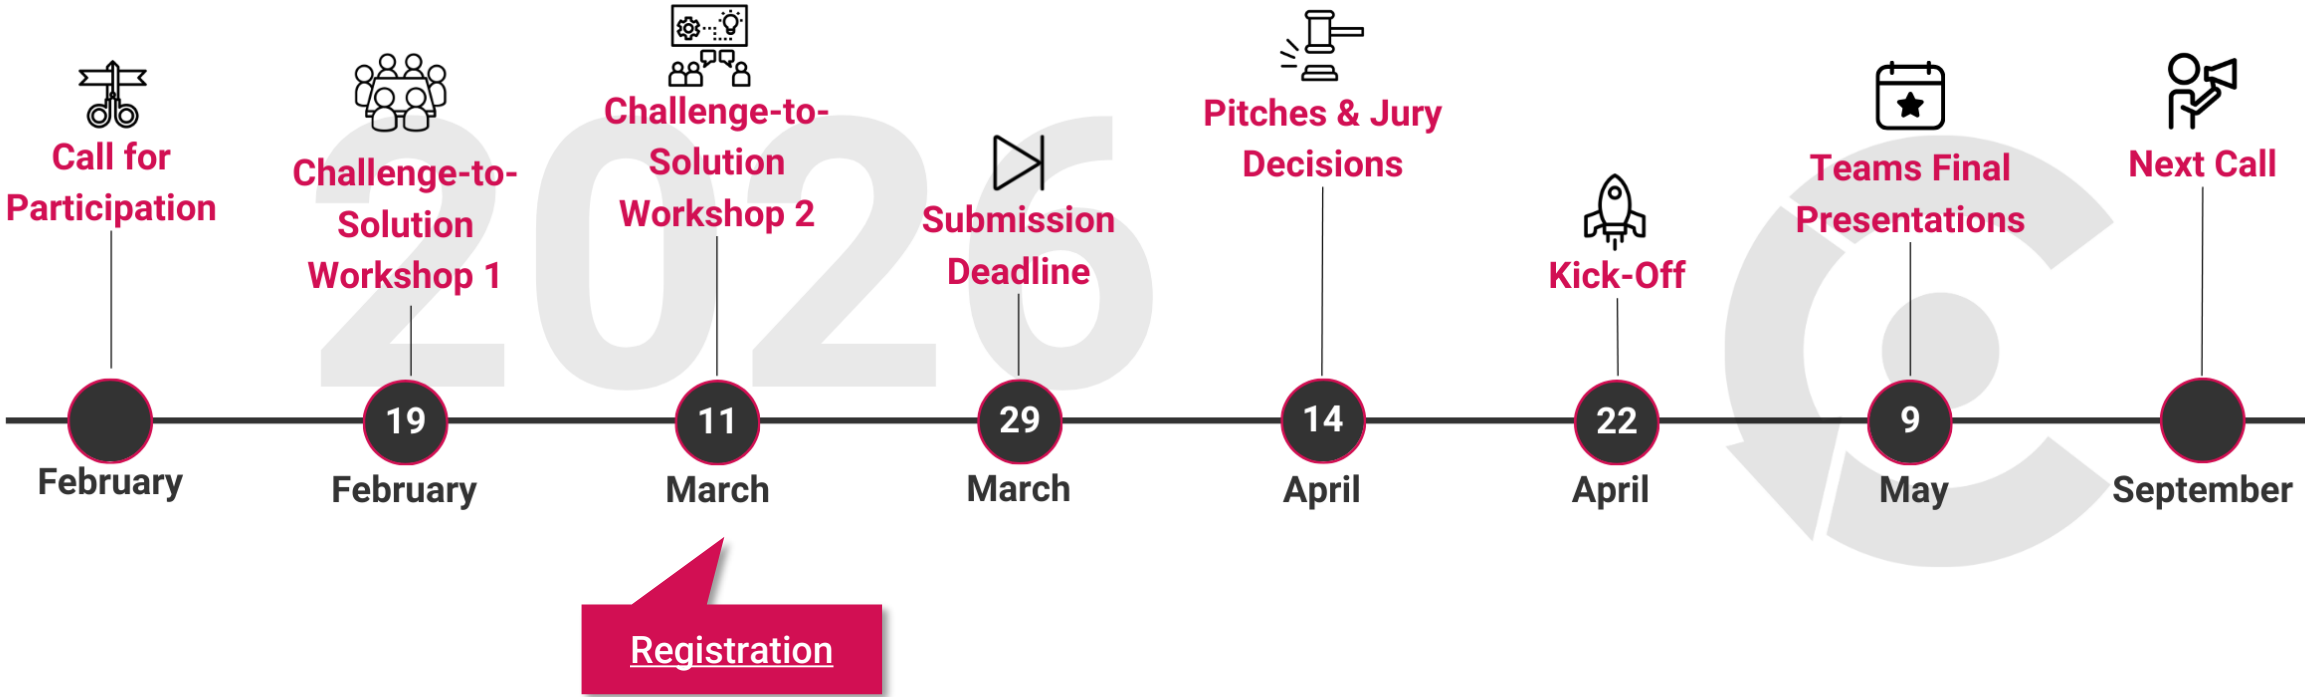 2026
Call for
Participation
February
Challenge-to-
Solution
Workshop 1
19
February
Challenge-to-
Solution
Workshop 2
11
March
Registration
Submission
Deadline
29
March
Pitches & Jury
Decisions
14
April
Kick-Off
22
April
Teams Final
Presentations
9
May
Next Call
September